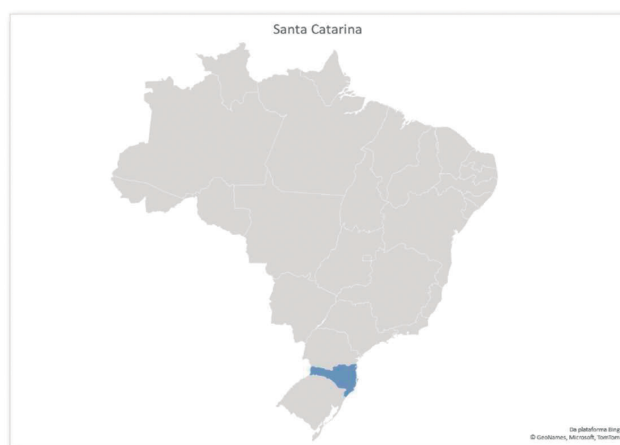 Santa Catarina
Da plataforma Bing
© GeoNames, Microsoft, TomTom